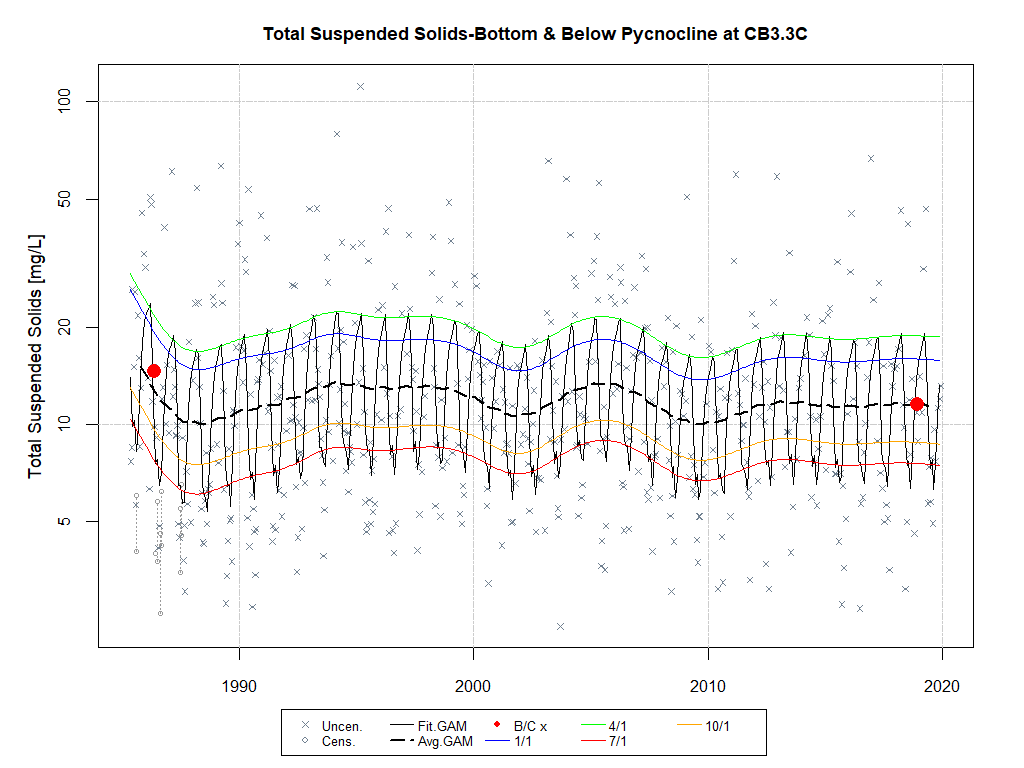 Total Suspended Solids-Bottom & Below Pycnocline at CB3.3C
Total Suspended Solids [mg/L]
100
50
20
10
5
1990 2000 2010 2020
Uncen. Fit.GAM B/C x 4/1 10/1
Cens. Avg.GAM 1/1 7/1